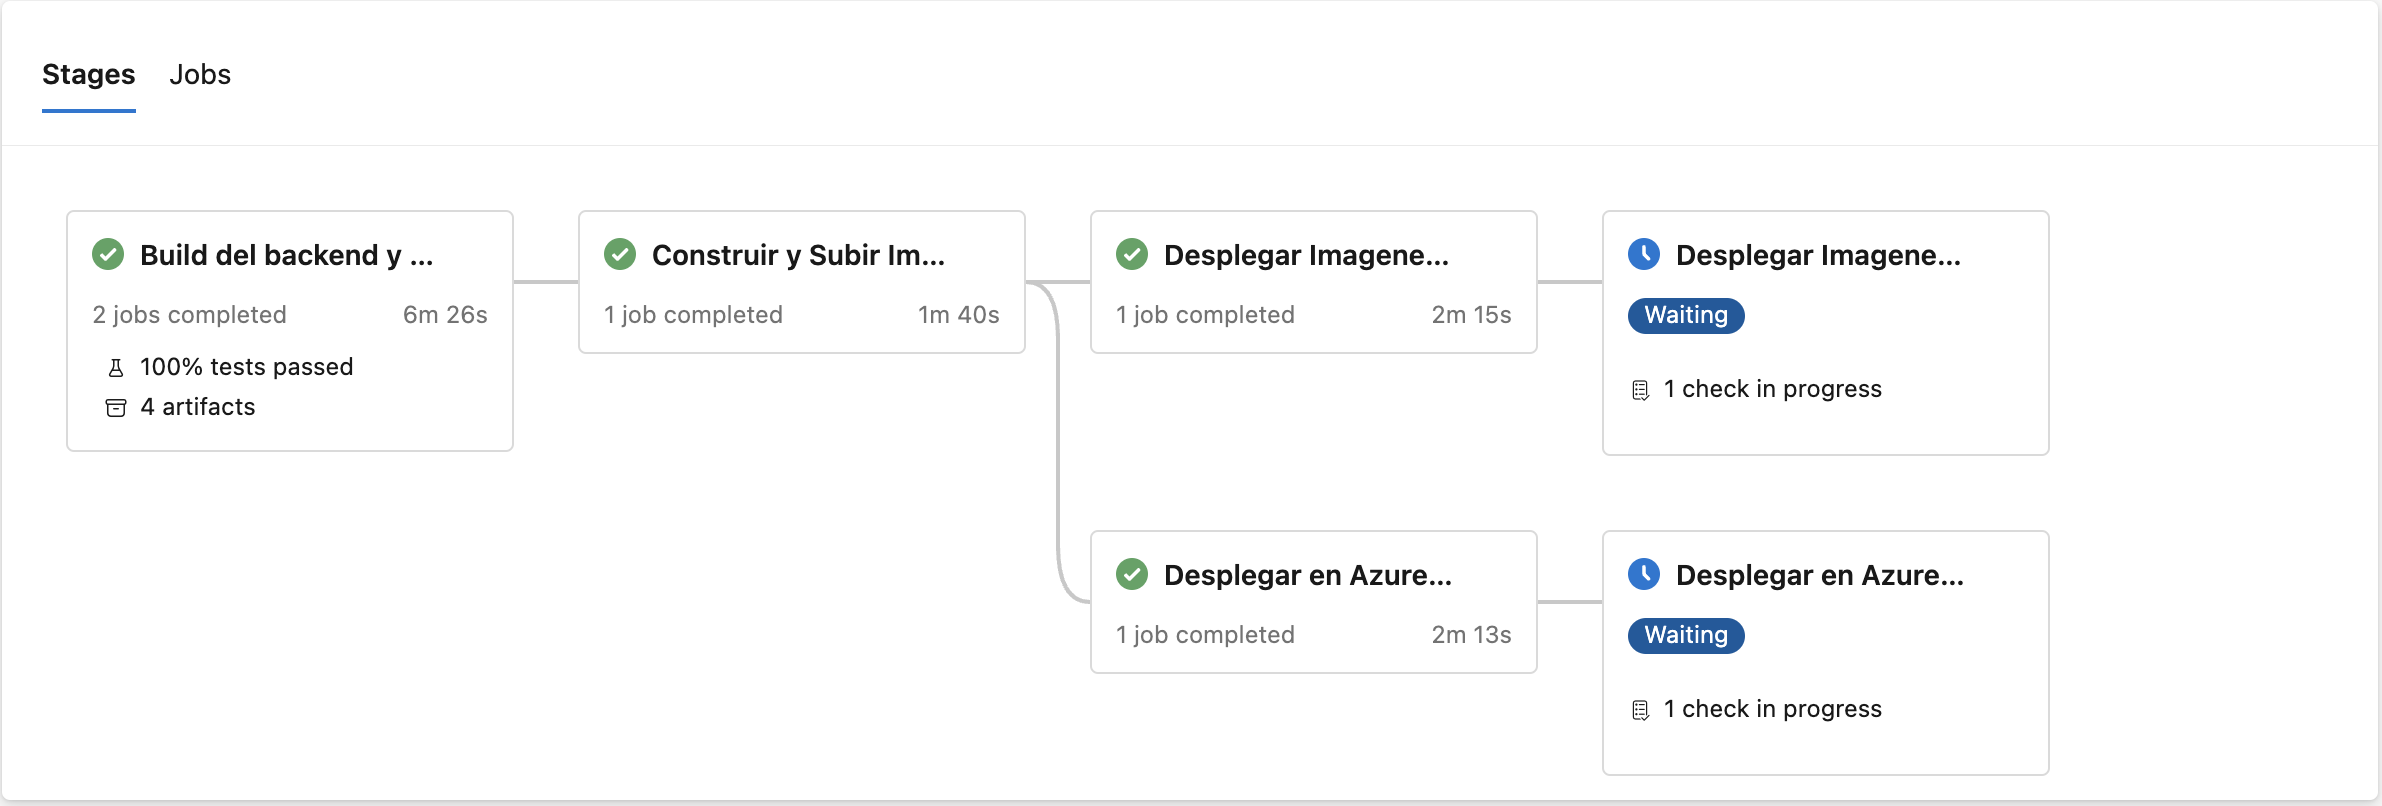 Stages Jobs
Build del backend y ...
2 jobs completed 6m 26s
100% tests passed
4 artifacts
Construir y Subir Im...
1 job completed 1m 40s
Desplegar Imagene...
1 job completed 2m 15s
Desplegar Imagene...
Waiting
1 check in progress
Desplegar en Azure...
1 job completed 2m 13s
Desplegar en Azure...
Waiting
1 check in progress